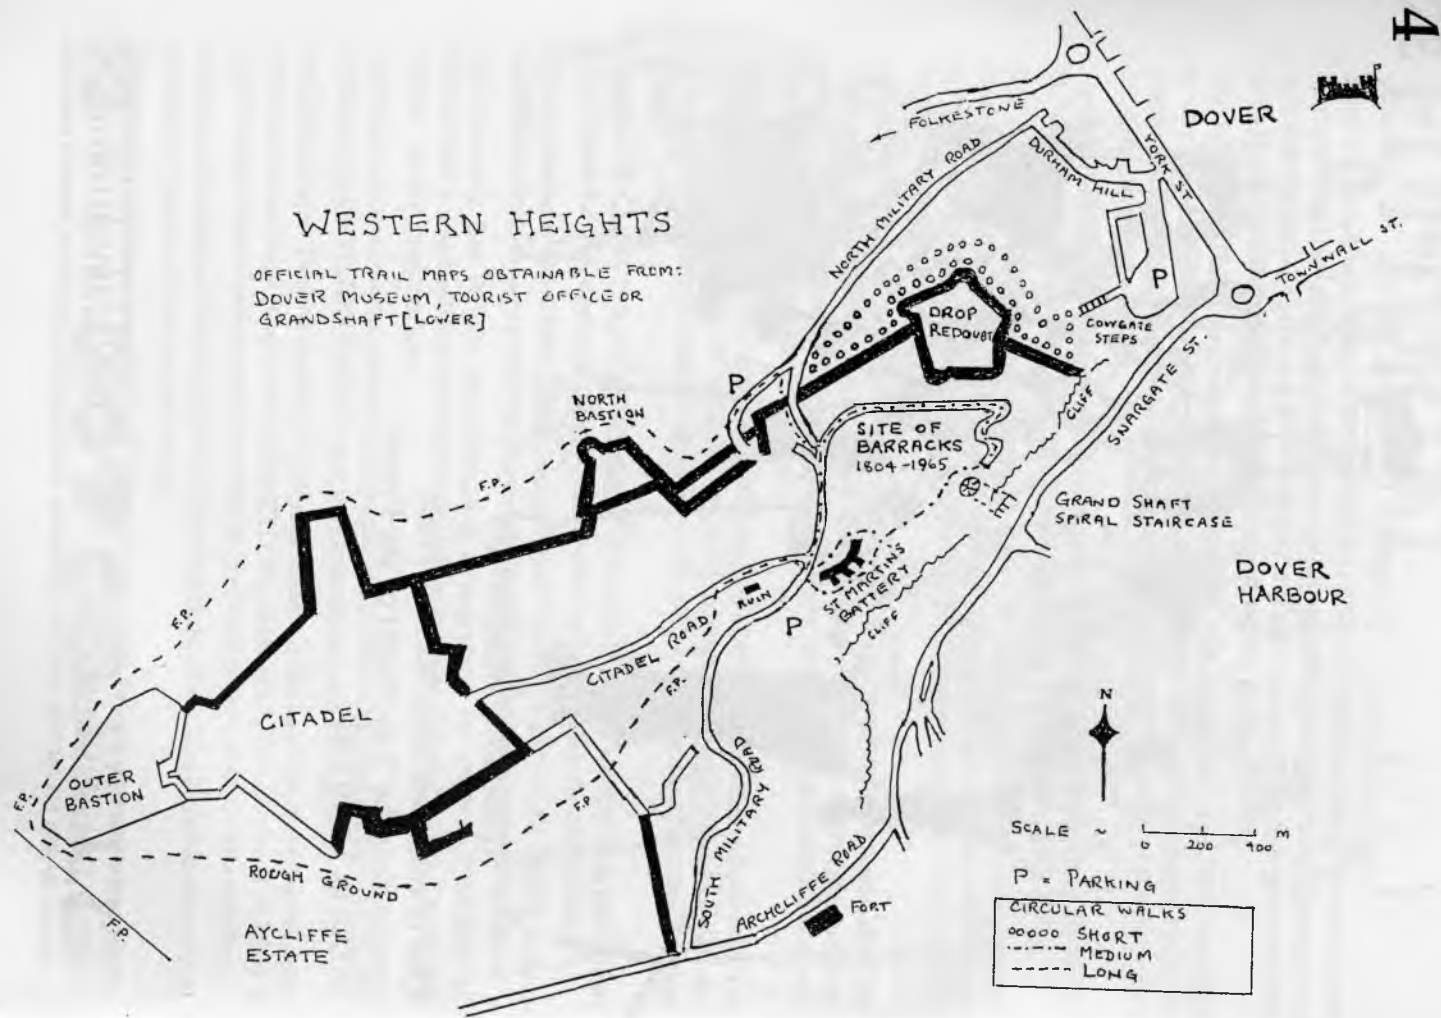 4
DOVER
FOLKESTONE
NORTH MILITARY ROAD
DURHAM HILL
YORK ST
TOWNWALL ST.
WESTERN HEIGHTS
OFFICIAL TRAIL MAPS OBTAINABLE FROM:
DOVER MUSEUM, TOURIST OFFICE OR
GRANDSHAFT [LOWER]
P
DROP
REDOUBT
COWGATE
STEPS
SNARGATE ST.
CLIFF
P
NORTH
BASTION
SITE OF
BARRACKS
1804-1965
F.P.
GRAND SHAFT
SPIRAL STAIRCASE
DOVER
HARBOUR
ST MARTINS
BATTERY
CLIFF
RUIN
P
F.P.
CITADEL ROAD
F.P.
CITADEL
OUTER
BASTION
F.P.
F.P
SOUTH MILITARY ROAD
ARCHCLIFFE ROAD
FORT
ROUGH GROUND
F.P.
AYCLIFFE
ESTATE
N
SCALE ~
0 200 400 m
P = PARKING
CIRCULAR WALKS
SHORT
MEDIUM
LONG